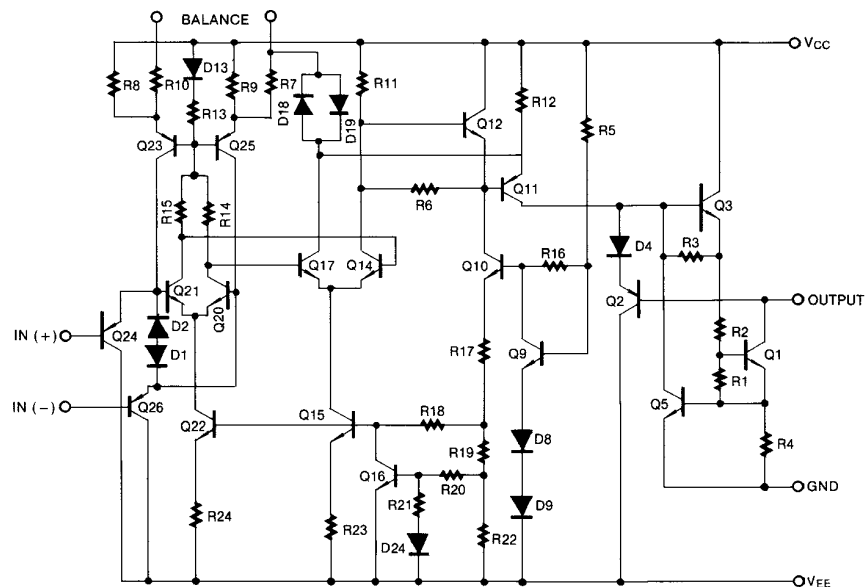 BALANCE
VCC
R8
R10
D13
R9
R7
R11
R13
D18
D19
Q12
R12
R5
Q23
Q25
R6
Q11
Q3
R15
R14
D4
R3
Q17
Q14
Q10
R16
Q21
Q20
Q2
OUTPUT
IN (+)
Q24
D2
D1
R17
Q9
R2
Q1
R1
IN (-)
Q26
Q5
Q22
Q15
R18
R19
D8
R4
Q16
R20
R21
R24
R23
D24
R22
D9
GND
VEE